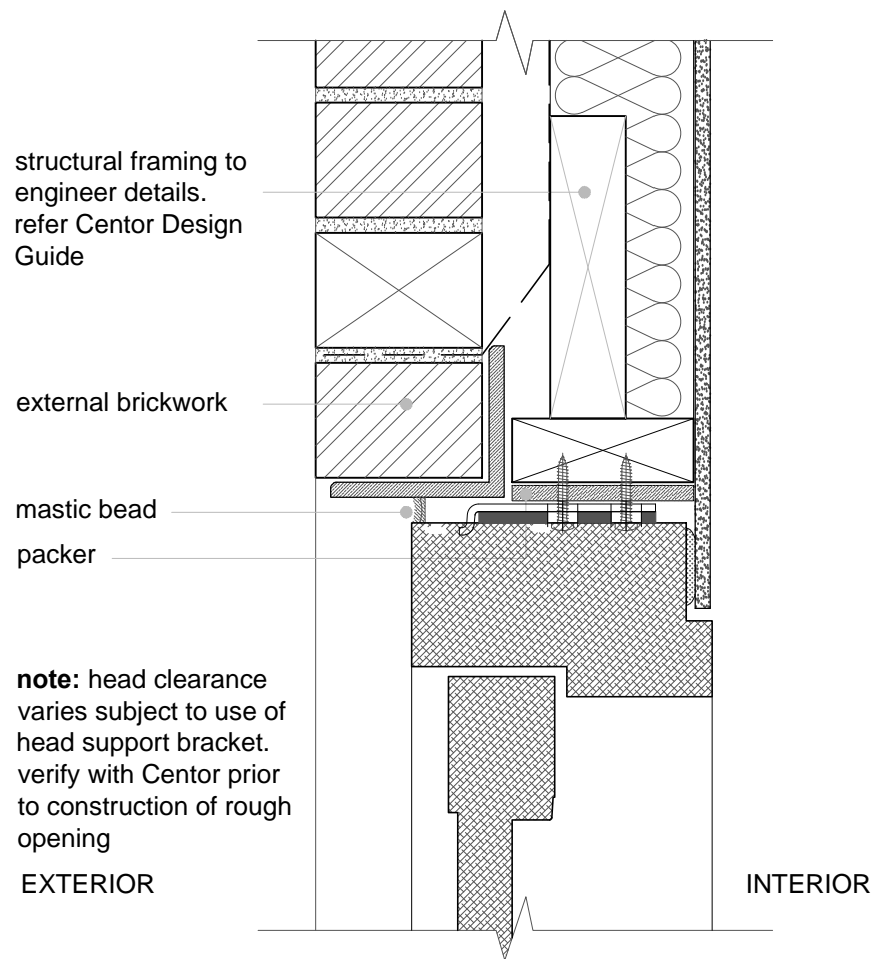 structural framing to
engineer details.
refer Centor Design
Guide
external brickwork
mastic bead
packer
note: head clearance
varies subject to use of
head support bracket.
verify with Centor prior
to construction of rough
opening
EXTERIOR
INTERIOR